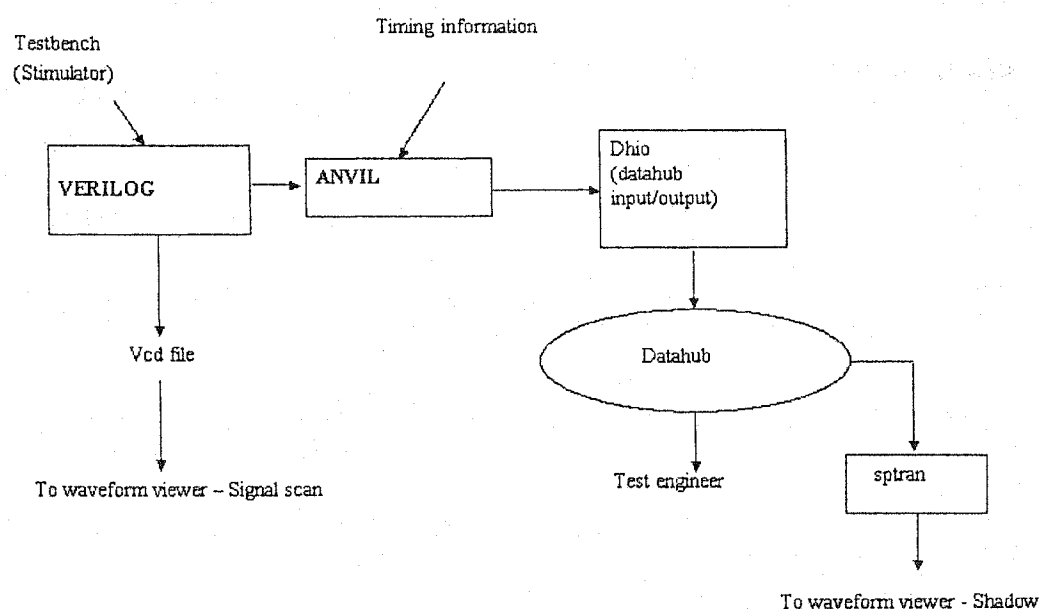 Timing information
Testbench
(Stimulator)
VERILOG
ANVIL
Dhio
(datahub
input/output)
Vcd file
Datahub
To waveform viewer – Signal scan
Test engineer
sptran
To waveform viewer - Shadow